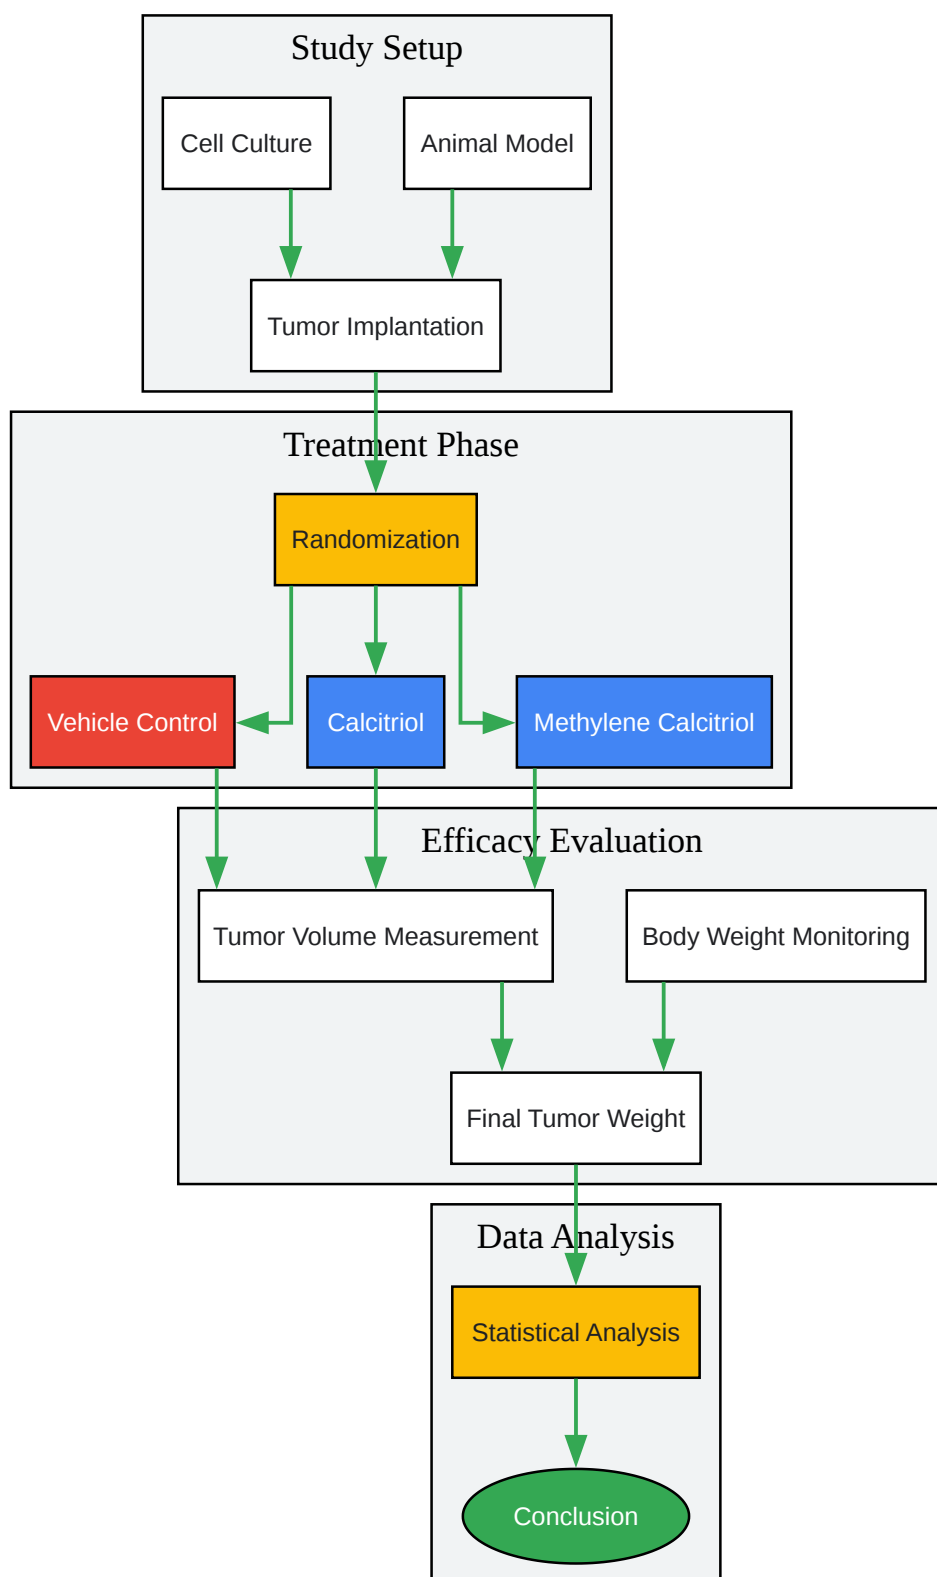 Study Setup
Cell Culture
Animal Model
Tumor Implantation
Treatment Phase
Randomization
Vehicle Control
Calcitriol
Methylene Calcitriol
Efficacy Evaluation
Tumor Volume Measurement
Body Weight Monitoring
Final Tumor Weight
Data Analysis
Statistical Analysis
Conclusion